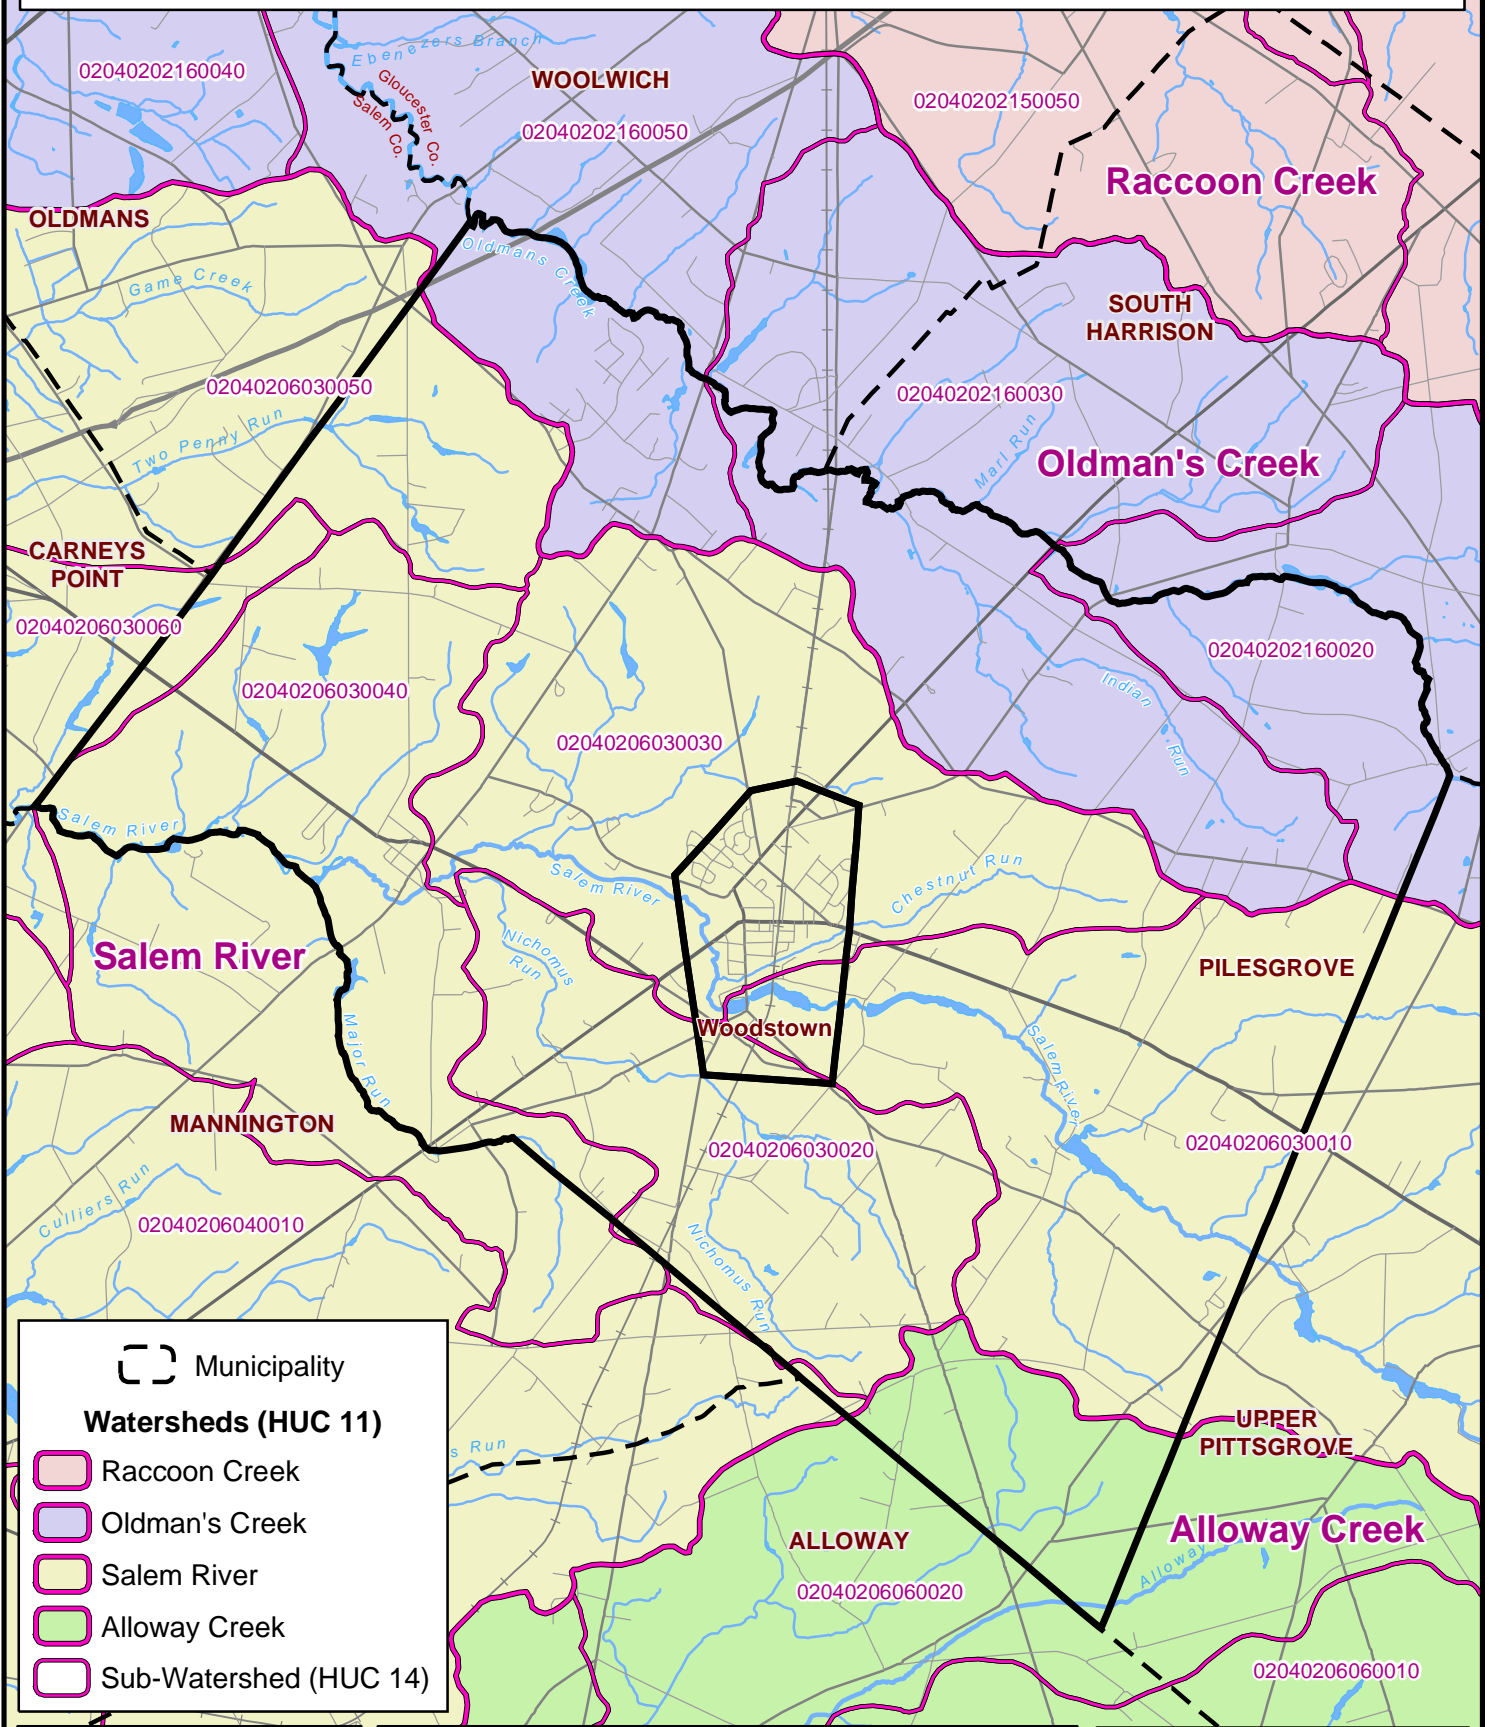 02040202160040
Ebenezers Branch
WOOLWICH
Gloucester Co.
Salem Co.
02040202160050
02040202150050
Raccoon Creek
OLDMANS
Oldmans Creek
Game Creek
SOUTH
HARRISON
02040206030050
02040202160030
Two Penny Run
Marl Run
Oldman's Creek
CARNEYS
POINT
02040206030060
02040202160020
02040206030040
Indian
Run
02040206030030
Salem River
Salem River
Chestnut Run
Nichomus
Run
Salem River
PILESGROVE
Major Run
Woodstown
Salem River
MANNINGTON
02040206030020
02040206030010
Culliers Run
02040206040010
Nichomus Run
Municipality
Watersheds (HUC 11)
Raccoon Creek
Oldman's Creek
Salem River
Alloway Creek
Sub-Watershed (HUC 14)
s Run
UPPER
PITTSGROVE
ALLOWAY
Alloway Creek
Alloway
02040206060020
02040206060010